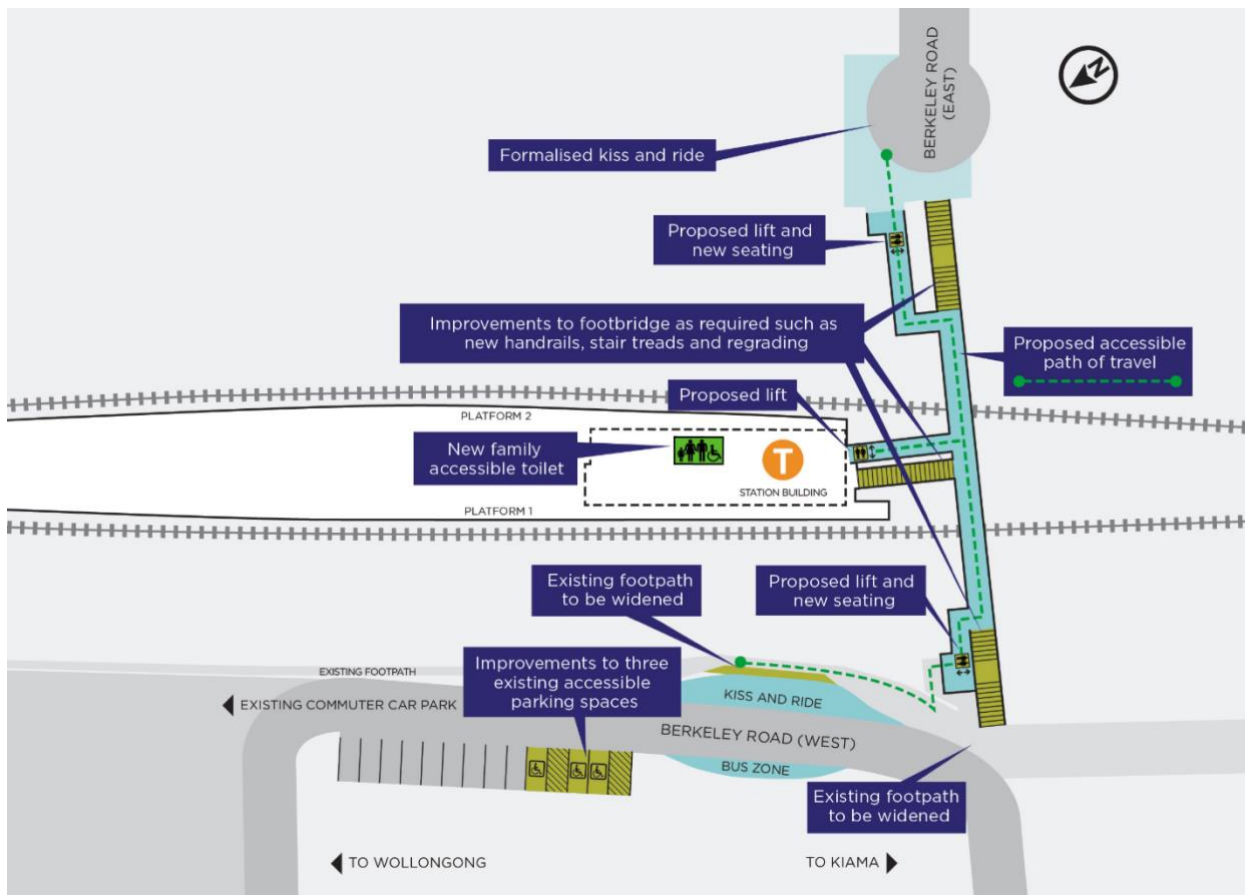 N
BERKELEY ROAD
(EAST)
Formalised kiss and ride
Proposed lift and
new seating
Improvements to footbridge as required such as
new handrails, stair treads and regrading
Proposed accessible
path of travel
Proposed lift
PLATFORM 2
New family
accessible toilet
T
STATION BUILDING
PLATFORM 1
Existing footpath
to be widened
Proposed lift and
new seating
EXISTING FOOTPATH
Improvements to three
existing accessible
parking spaces
EXISTING COMMUTER CAR PARK
KISS AND RIDE
BERKELEY ROAD (WEST)
BUS ZONE
Existing footpath
to be widened
TO WOLLONGONG
TO KIAMA